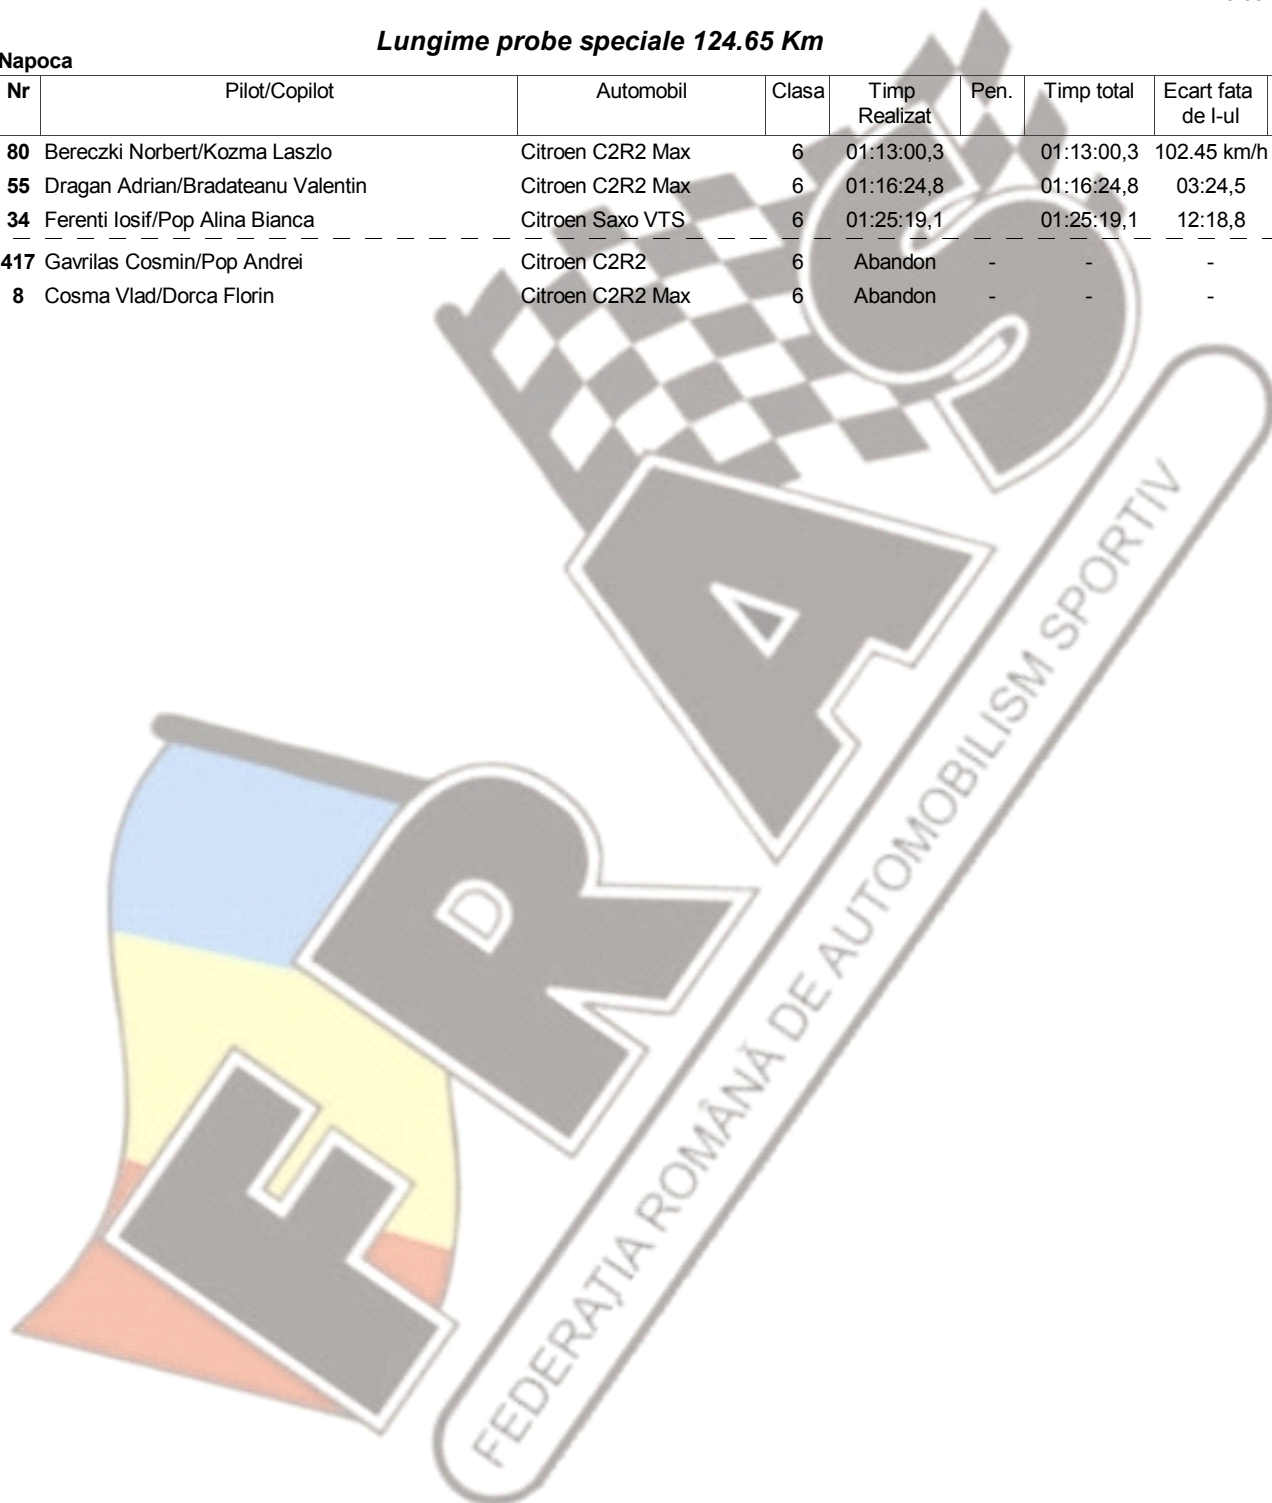 Lungime probe speciale 124.65 Km
Napoca
Nr Pilot/Copilot Automobil Clasa Timp Realizat Pen. Timp total Ecart fata de I-ul
80 Bereczki Norbert/Kozma Laszlo Citroen C2R2 Max 6 01:13:00,3 01:13:00,3 102.45 km/h
55 Dragan Adrian/Bradateanu Valentin Citroen C2R2 Max 6 01:16:24,8 01:16:24,8 03:24,5
34 Ferenti Iosif/Pop Alina Bianca Citroen Saxo VTS 6 01:25:19,1 01:25:19,1 12:18,8
417 Gavrilas Cosmin/Pop Andrei Citroen C2R2 6 Abandon - - -
8 Cosma Vlad/Dorca Florin Citroen C2R2 Max 6 Abandon - - -
FRAS
FEDERAȚIA ROMÂNĂ DE AUTOMOBILISM SPORTIV